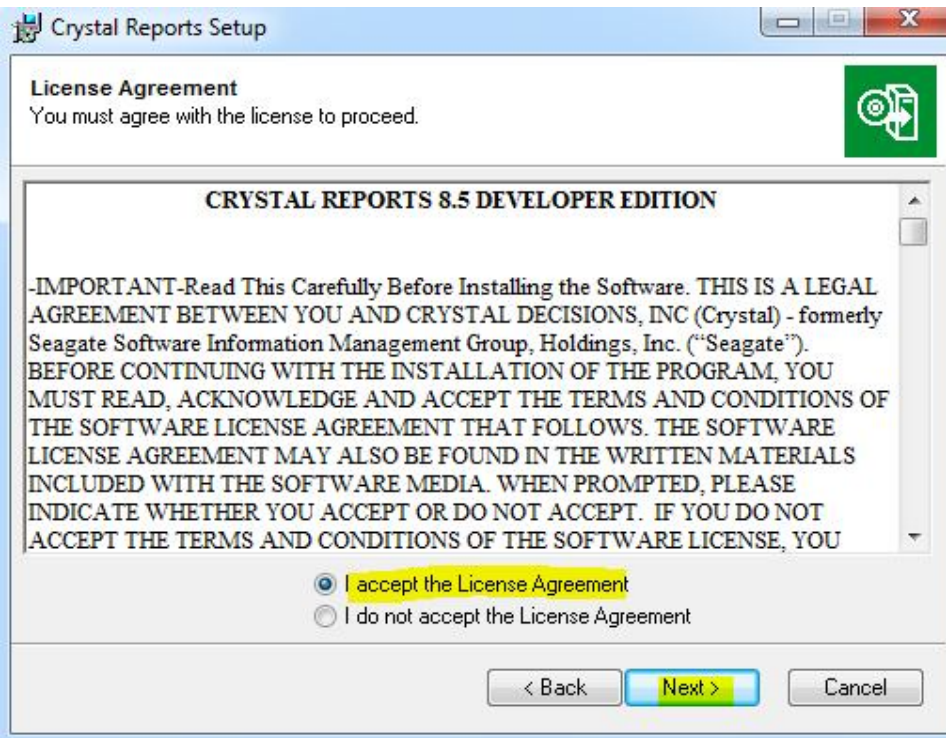 Crystal Reports Setup
License Agreement
You must agree with the license to proceed.
CRYSTAL REPORTS 8.5 DEVELOPER EDITION
-IMPORTANT-Read This Carefully Before Installing the Software. THIS IS A LEGAL
AGREEMENT BETWEEN YOU AND CRYSTAL DECISIONS, INC (Crystal) - formerly
Seagate Software Information Management Group, Holdings, Inc. (“Seagate”).
BEFORE CONTINUING WITH THE INSTALLATION OF THE PROGRAM, YOU
MUST READ, ACKNOWLEDGE AND ACCEPT THE TERMS AND CONDITIONS OF
THE SOFTWARE LICENSE AGREEMENT THAT FOLLOWS. THE SOFTWARE
LICENSE AGREEMENT MAY ALSO BE FOUND IN THE WRITTEN MATERIALS
INCLUDED WITH THE SOFTWARE MEDIA. WHEN PROMPTED, PLEASE
INDICATE WHETHER YOU ACCEPT OR DO NOT ACCEPT.  IF YOU DO NOT
ACCEPT THE TERMS AND CONDITIONS OF THE SOFTWARE LICENSE, YOU
I accept the License Agreement
I do not accept the License Agreement
< Back Next > Cancel